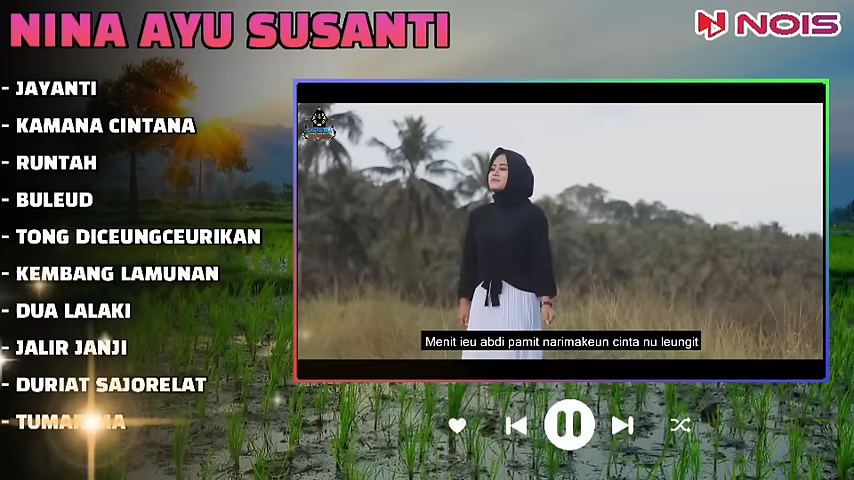 NINA AYU SUSANTI
NOIS
- JAYANTI
- KAMANA CINTANA
- RUNTAH
- BULEUD
- TONG DICEUNGCEURIKAN
- KEMBANG LAMUNAN
- DUA LALAKI
- JALIR JANJI
- DURIAT SAJORELAT
Menit ieu abdi pamit narimakeun cinta nu leungit